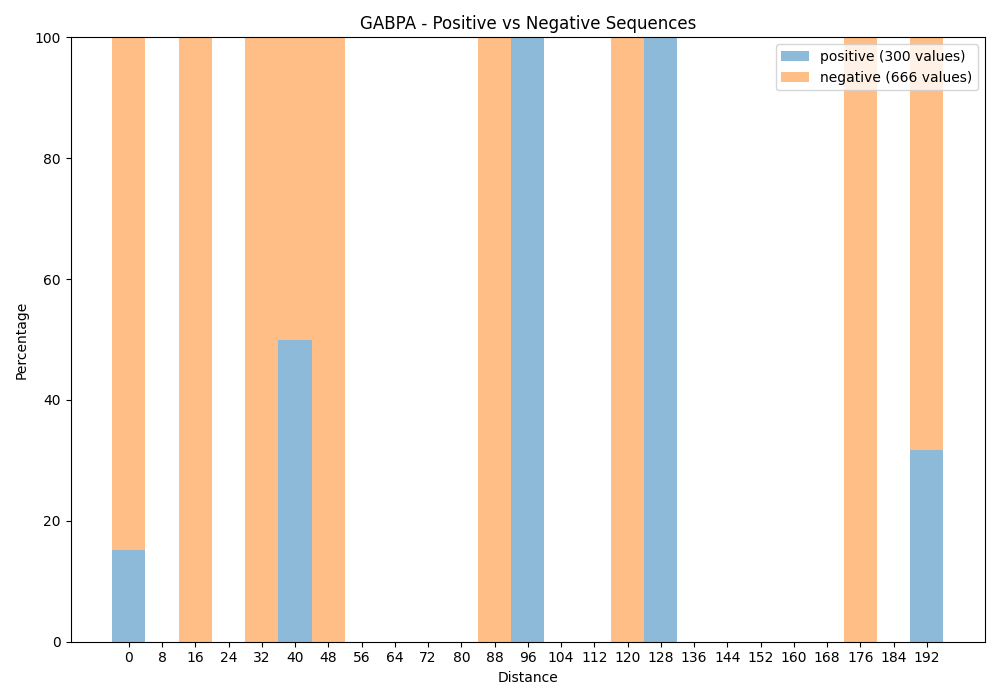 GABPA - Positive vs Negative Sequences
positive (300 values)
negative (666 values)
Percentage
100
80
60
40
20
0
0 8 16 24 32 40 48 56 64 72 80 88 96 104 112 120 128 136 144 152 160 168 176 184 192
Distance